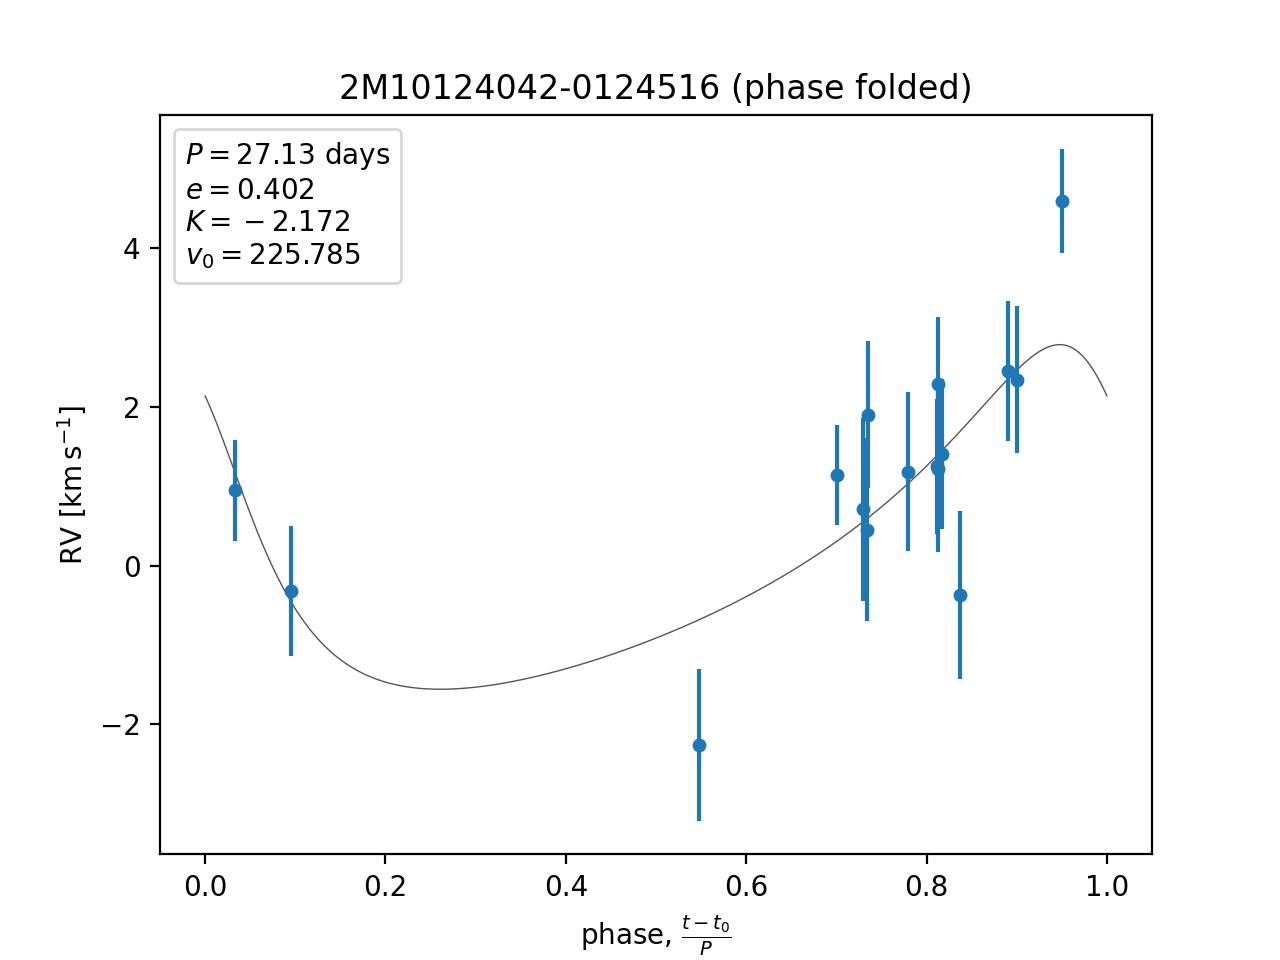 2M10124042-0124516 (phase folded)
P = 27.13 days
e = 0.402
K = −2.172
v₀ = 225.785
RV [km s⁻¹]
4
2
0
−2
0.0 0.2 0.4 0.6 0.8 1.0
phase, (t − t₀)/P